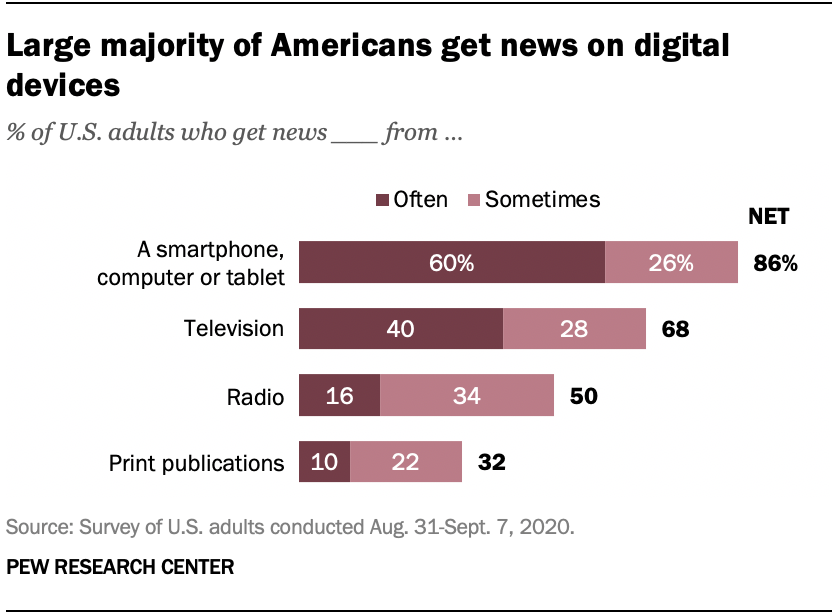 Large majority of Americans get news on digital
devices
% of U.S. adults who get news ____ from ...
Often Sometimes
NET
A smartphone,
computer or tablet 60% 26% 86%
Television 40 28 68
Radio 16 34 50
Print publications 10 22 32
Source: Survey of U.S. adults conducted Aug. 31-Sept. 7, 2020.
PEW RESEARCH CENTER